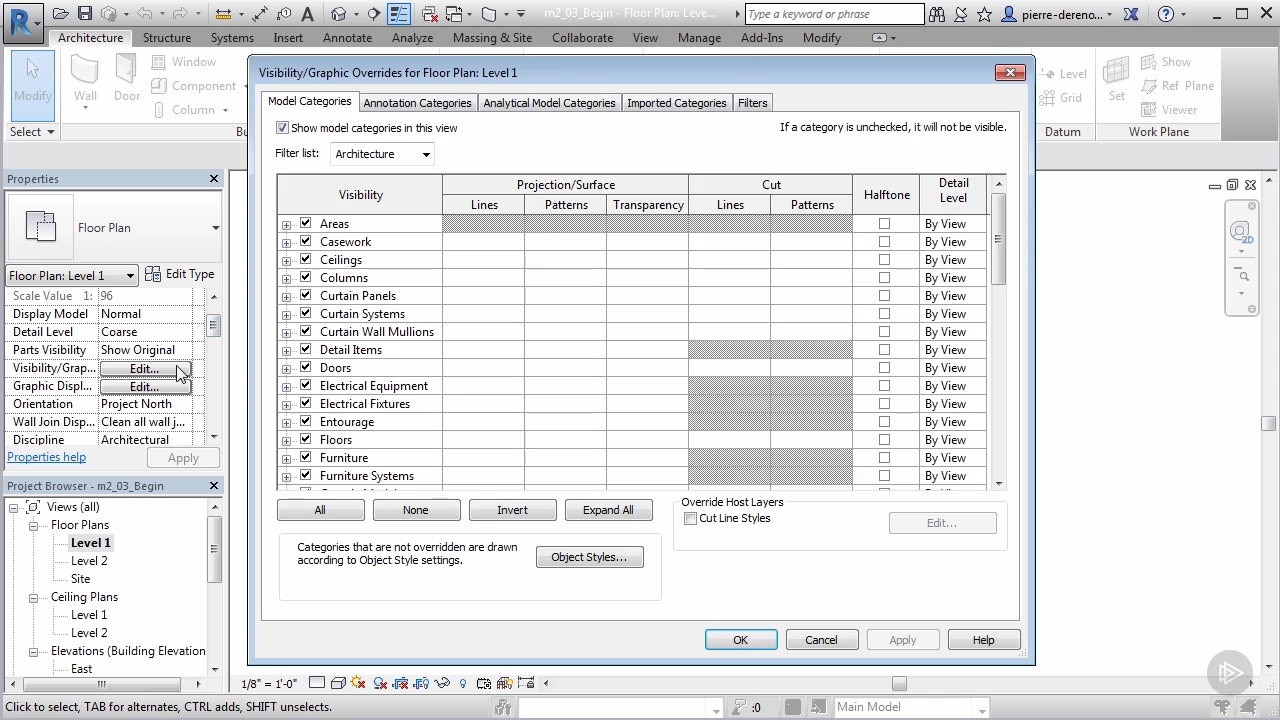 m2_03_Begin - Floor Plan: Leve...
Type a keyword or phrase
pierre-dereno...
Architecture Structure Systems Insert Annotate Analyze Massing & Site Collaborate View Manage Add-Ins Modify
Modify
Wall
Door
Window
Component
Column
Select
Level
Grid
Datum
Set
Show
Ref Plane
Viewer
Work Plane
Visibility/Graphic Overrides for Floor Plan: Level 1
Model Categories Annotation Categories Analytical Model Categories Imported Categories Filters
Show model categories in this view
If a category is unchecked, it will not be visible.
Filter list: Architecture
Visibility Projection/Surface Cut Halftone Detail Level
Lines Patterns Transparency Lines Patterns
Areas By View
Casework By View
Ceilings By View
Columns By View
Curtain Panels By View
Curtain Systems By View
Curtain Wall Mullions By View
Detail Items By View
Doors By View
Electrical Equipment By View
Electrical Fixtures By View
Entourage By View
Floors By View
Furniture By View
Furniture Systems By View
All None Invert Expand All
Override Host Layers
Cut Line Styles
Edit...
Categories that are not overridden are drawn
according to Object Style settings.
Object Styles...
OK Cancel Apply Help
Properties
Floor Plan
Floor Plan: Level 1 Edit Type
Scale Value 1: 96
Display Model Normal
Detail Level Coarse
Parts Visibility Show Original
Visibility/Grap... Edit...
Graphic Displ... Edit...
Orientation Project North
Wall Join Disp... Clean all wall j...
Discipline Architectural
Properties help Apply
Project Browser - m2_03_Begin
Views (all)
Floor Plans
Level 1
Level 2
Site
Ceiling Plans
Level 1
Level 2
Elevations (Building Elevation
East
1/8" = 1'-0"
Click to select, TAB for alternates, CTRL adds, SHIFT unselects.
:0
Main Model